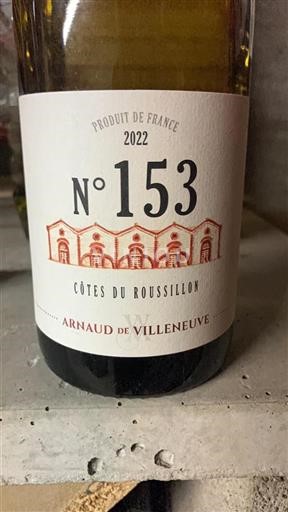 PRODUIT DE FRANCE
2022
N° 153
CÔTES DU ROUSSILLON
ARNAUD DE VILLENEUVE